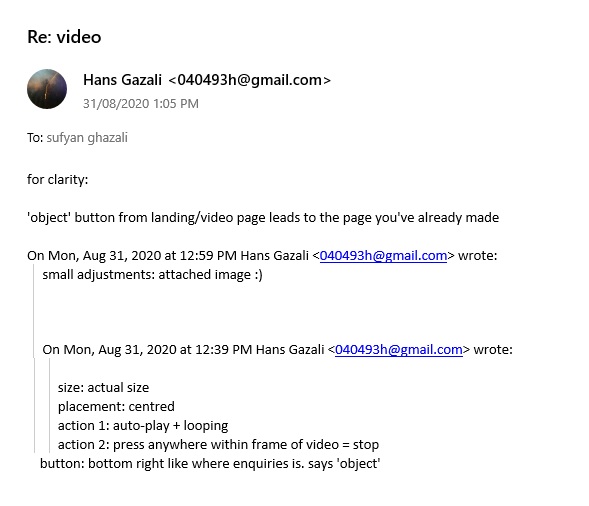 Re: video
Hans Gazali <040493h@gmail.com>
31/08/2020 1:05 PM
To: sufyan ghazali
for clarity:
'object' button from landing/video page leads to the page you've already made
On Mon, Aug 31, 2020 at 12:59 PM Hans Gazali <040493h@gmail.com> wrote:
small adjustments: attached image :)
On Mon, Aug 31, 2020 at 12:39 PM Hans Gazali <040493h@gmail.com> wrote:
size: actual size
placement: centred
action 1: auto-play + looping
action 2: press anywhere within frame of video = stop
button: bottom right like where enquiries is. says 'object'